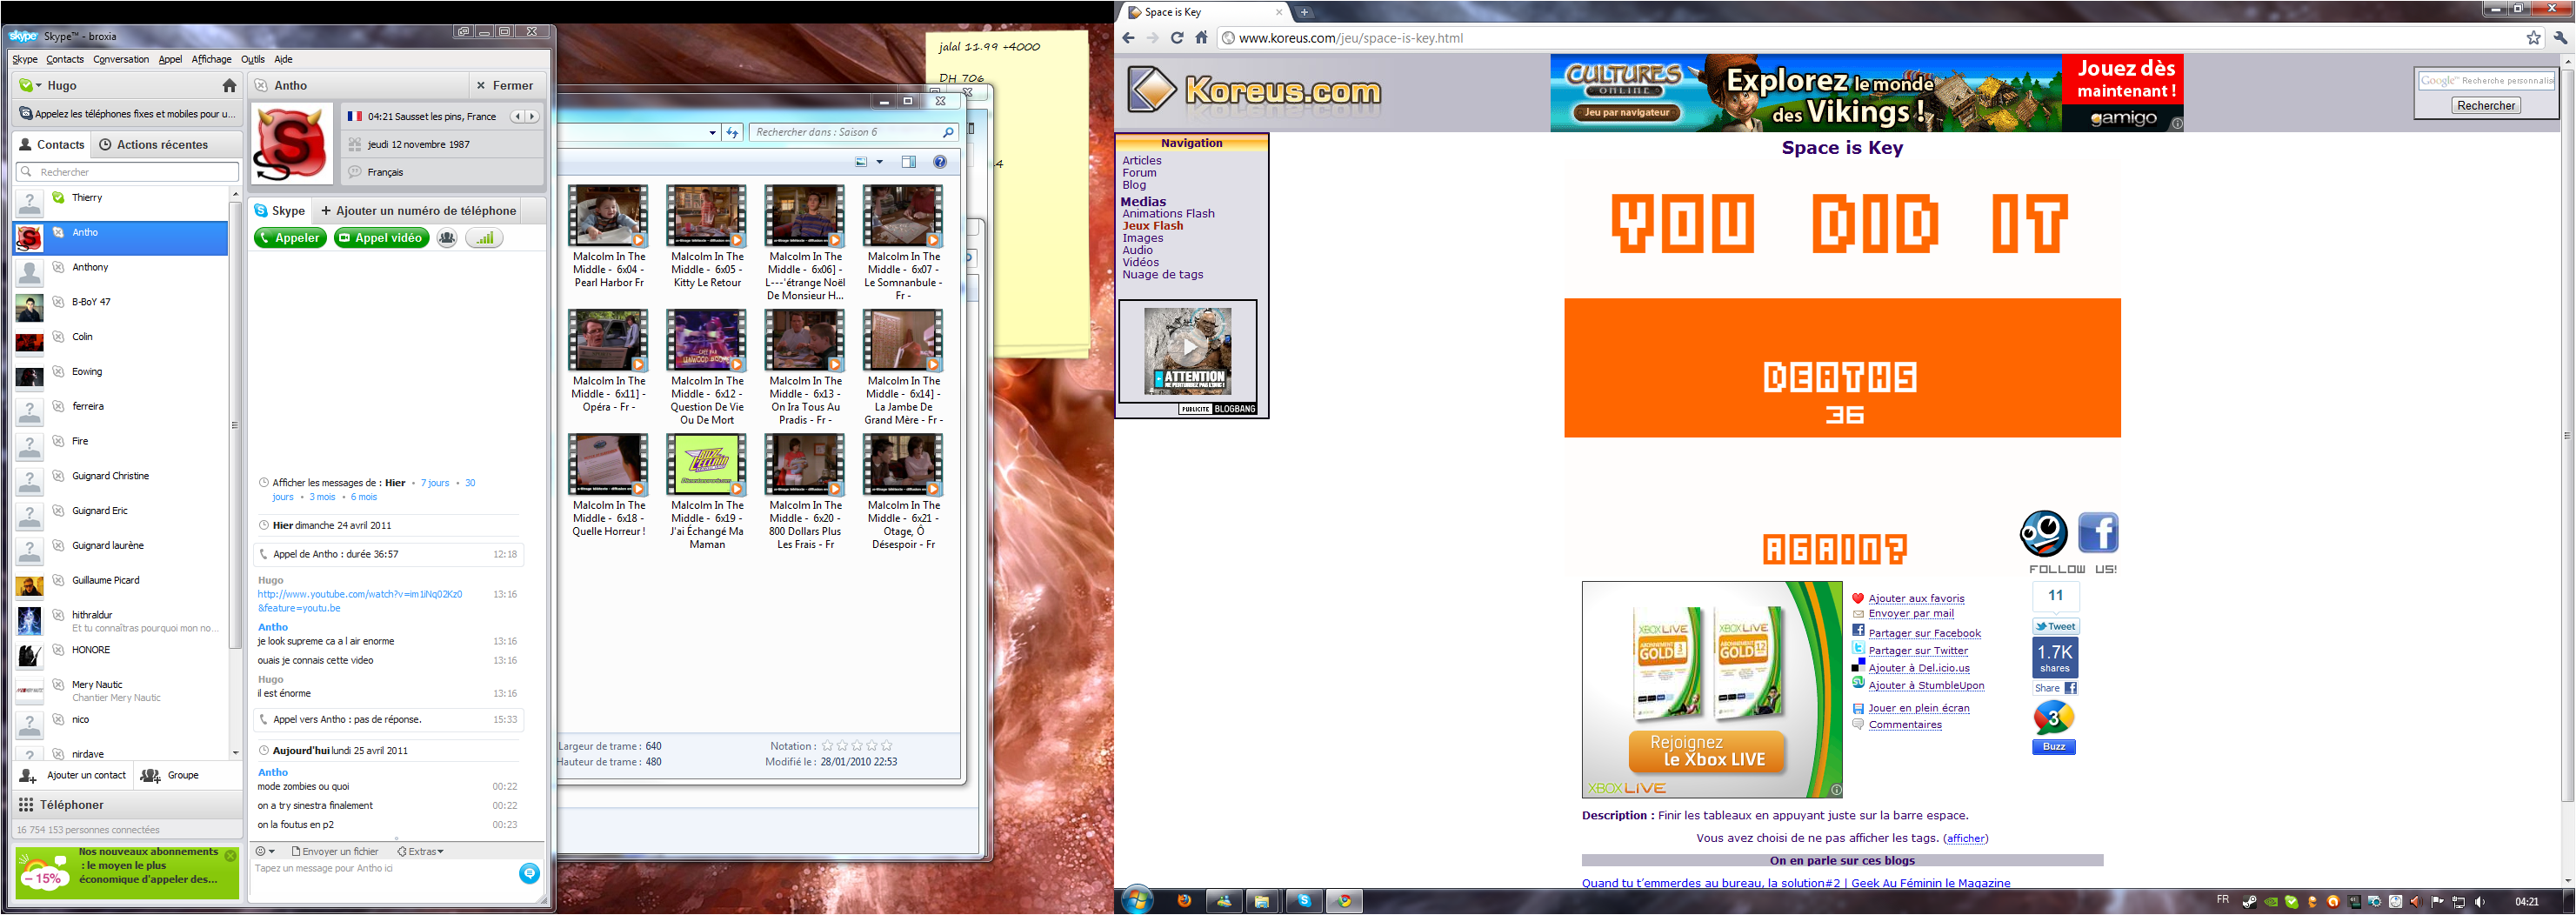 skype Skype™ - broxia
Skype Contacts Conversation Appel Affichage Outils Aide
Hugo
Appelez les téléphones fixes et mobiles pour u...
Contacts
Actions récentes
Rechercher
Thierry
Antho
Anthony
B-BoY 47
Colin
Eowing
ferreira
Fire
Guignard Christine
Guignard Eric
Guignard laurène
Guillaume Picard
hithraldur
Et tu connaîtras pourquoi mon no...
HONORE
Mery Nautic
Chantier Mery Nautic
nico
nirdave
Ajouter un contact
Groupe
Téléphoner
16 754 153 personnes connectées
Nos nouveaux abonnements
: le moyen le plus
économique d'appeler des...
-15%
Antho
Fermer
04:21 Sausset les pins, France
jeudi 12 novembre 1987
Français
Skype
+ Ajouter un numéro de téléphone
Appeler
Appel vidéo
Afficher les messages de : Hier • 7 jours • 30
jours • 3 mois • 6 mois
Hier dimanche 24 avril 2011
Appel de Antho : durée 36:57 12:18
Hugo
http://www.youtube.com/watch?v=im1iNq02Kz0 13:16
&feature=youtu.be
Antho
je look supreme ca a l air enorme 13:16
ouais je connais cette video 13:16
Hugo
il est énorme 13:16
Appel vers Antho : pas de réponse. 15:33
Aujourd'hui lundi 25 avril 2011
Antho
mode zombies ou quoi 00:22
on a try sinestra finalement 00:22
on la foutus en p2 00:23
Envoyer un fichier
Extras
Tapez un message pour Antho ici
jalal 11.99 +4000
DH 706
Rechercher dans : Saison 6
Malcolm In The
Middle - 6x04 -
Pearl Harbor Fr
Malcolm In The
Middle - 6x05 -
Kitty Le Retour
Malcolm In The
Middle - 6x06] -
L---'étrange Noël
De Monsieur H...
Malcolm In The
Middle - 6x07 -
Le Somnanbule -
Fr -
Malcolm In The
Middle - 6x11] -
Opéra - Fr -
Malcolm In The
Middle - 6x12 -
Question De Vie
Ou De Mort
Malcolm In The
Middle - 6x13 -
On Ira Tous Au
Pradis - Fr -
Malcolm In The
Middle - 6x14] -
La Jambe De
Grand Mère - Fr -
Malcolm In The
Middle - 6x18 -
Quelle Horreur !
Malcolm In The
Middle - 6x19 -
J'ai Échangé Ma
Maman
Malcolm In The
Middle - 6x20 -
800 Dollars Plus
Les Frais - Fr
Malcolm In The
Middle - 6x21 -
Otage, Ô
Désespoir - Fr
Largeur de trame : 640
Hauteur de trame : 480
Notation :
Modifié le : 28/01/2010 22:53
Space is Key
www.koreus.com/jeu/space-is-key.html
Koreus.com
CULTURES
ONLINE
Jeu par navigateur
Explorez le monde
des Vikings !
Jouez dès
maintenant !
gamigo
Google™ Recherche personnalis
Rechercher
Navigation
Articles
Forum
Blog
Medias
Animations Flash
Jeux Flash
Images
Audio
Vidéos
Nuage de tags
ATTENTION
PUBLICITE BLOGBANG
Space is Key
YOU DID IT
DEATHS
36
AGAIN?
FOLLOW US!
XBOX LIVE
ABONNEMENT
GOLD 3
XBOX LIVE
ABONNEMENT
GOLD 12
Rejoignez
le Xbox LIVE
XBOX LIVE
Ajouter aux favoris
Envoyer par mail
Partager sur Facebook
Partager sur Twitter
Ajouter à Del.icio.us
Ajouter à StumbleUpon
Jouer en plein écran
Commentaires
11
Tweet
1.7K
shares
Share
3
Buzz
Description : Finir les tableaux en appuyant juste sur la barre espace.
Vous avez choisi de ne pas afficher les tags. (afficher)
On en parle sur ces blogs
Quand tu t'emmerdes au bureau, la solution#2 | Geek Au Féminin le Magazine
FR
04:21